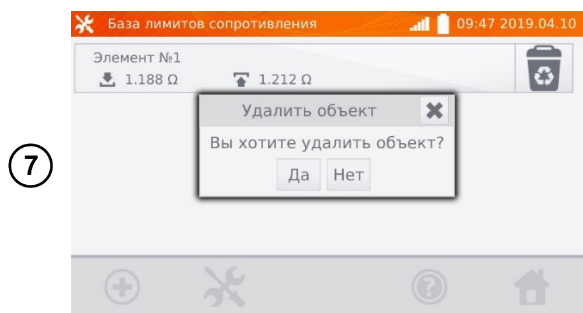 База лимитов сопротивления 09:47 2019.04.10
Элемент №1
1.188 Ω 1.212 Ω
Удалить объект
Вы хотите удалить объект?
Да Нет
7